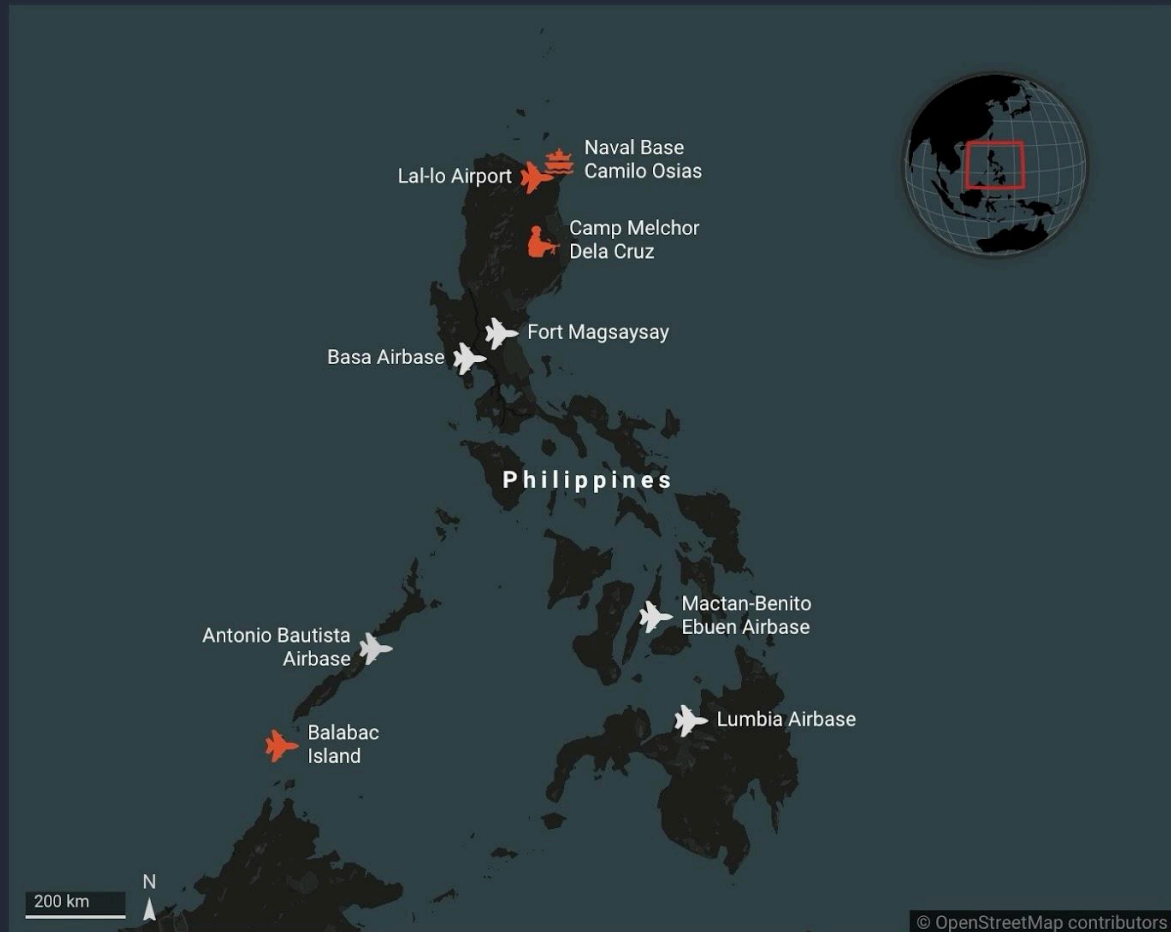 Naval Base
Camilo Osias
Lal-lo Airport
Camp Melchor
Dela Cruz
Fort Magsaysay
Basa Airbase
Philippines
Mactan-Benito
Ebuen Airbase
Antonio Bautista
Airbase
Lumbia Airbase
Balabac
Island
N
200 km
© OpenStreetMap contributors